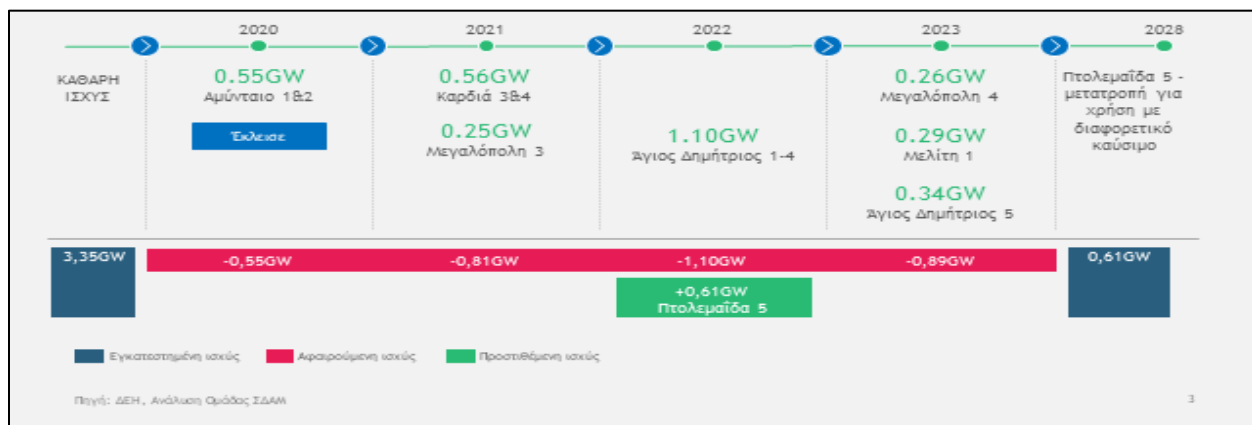 2020
2021
2022
2023
2028
ΚΑΘΑΡΗ
ΙΣΧΥΣ
0.55GW
Αμύνταιο 1&2
Έκλεισε
0.56GW
Καρδιά 3&4
0.25GW
Μεγαλόπολη 3
1.10GW
Άγιος Δημήτριος 1-4
0.26GW
Μεγαλόπολη 4
0.29GW
Μελίτη 1
0.34GW
Άγιος Δημήτριος 5
Πτολεμαΐδα 5 -
μετατροπή για
χρήση με
διαφορετικό
καύσιμο
3,35GW
-0,55GW
-0,81GW
-1,10GW
-0,89GW
0,61GW
+0,61GW
Πτολεμαΐδα 5
Εγκατεστημένη ισχύς
Αφαιρούμενη ισχύς
Προστιθέμενη ισχύς
Πηγή: ΔΕΗ, Ανάλυση Ομάδας ΣΔΑΜ
3